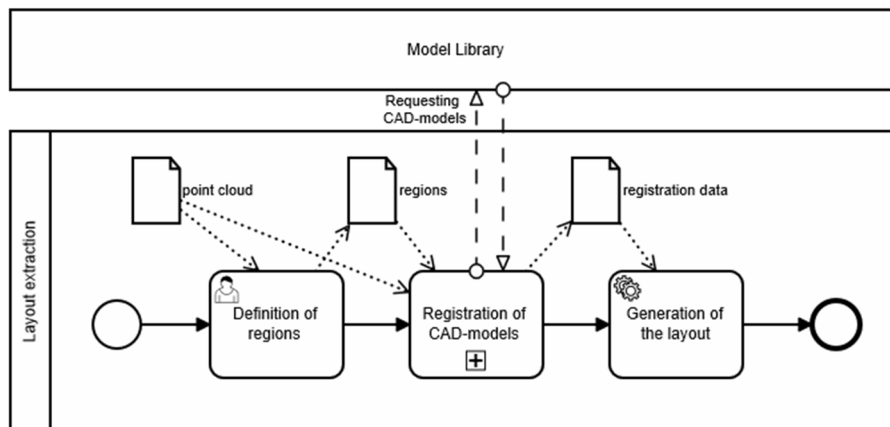 Model Library
Requesting
CAD-models
Layout extraction
point cloud
regions
registration data
Definition of
regions
Registration of
CAD-models
Generation of
the layout